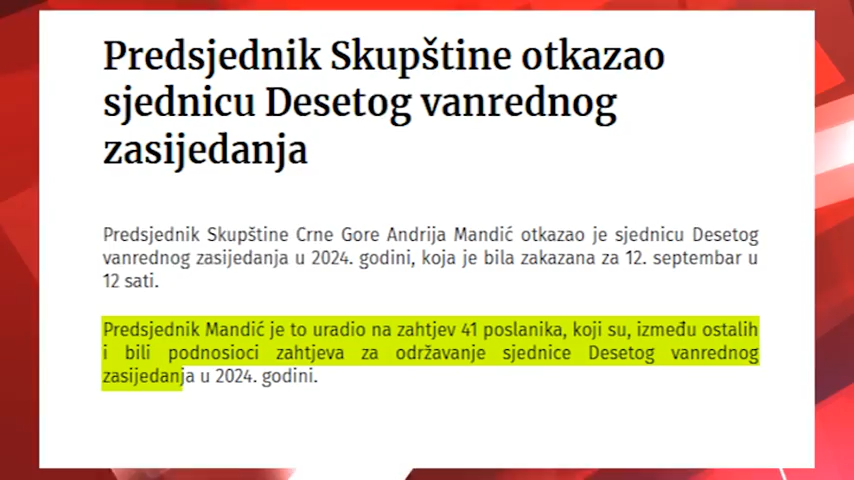 Predsjednik Skupštine otkazao
sjednicu Desetog vanrednog
zasijedanja
Predsjednik Skupštine Crne Gore Andrija Mandić otkazao je sjednicu Desetog
vanrednog zasijedanja u 2024. godini, koja je bila zakazana za 12. septembar u
12 sati.
Predsjednik Mandić je to uradio na zahtjev 41 poslanika, koji su, između ostalih
i bili podnosioci zahtjeva za održavanje sjednice Desetog vanrednog
zasijedanja u 2024. godini.